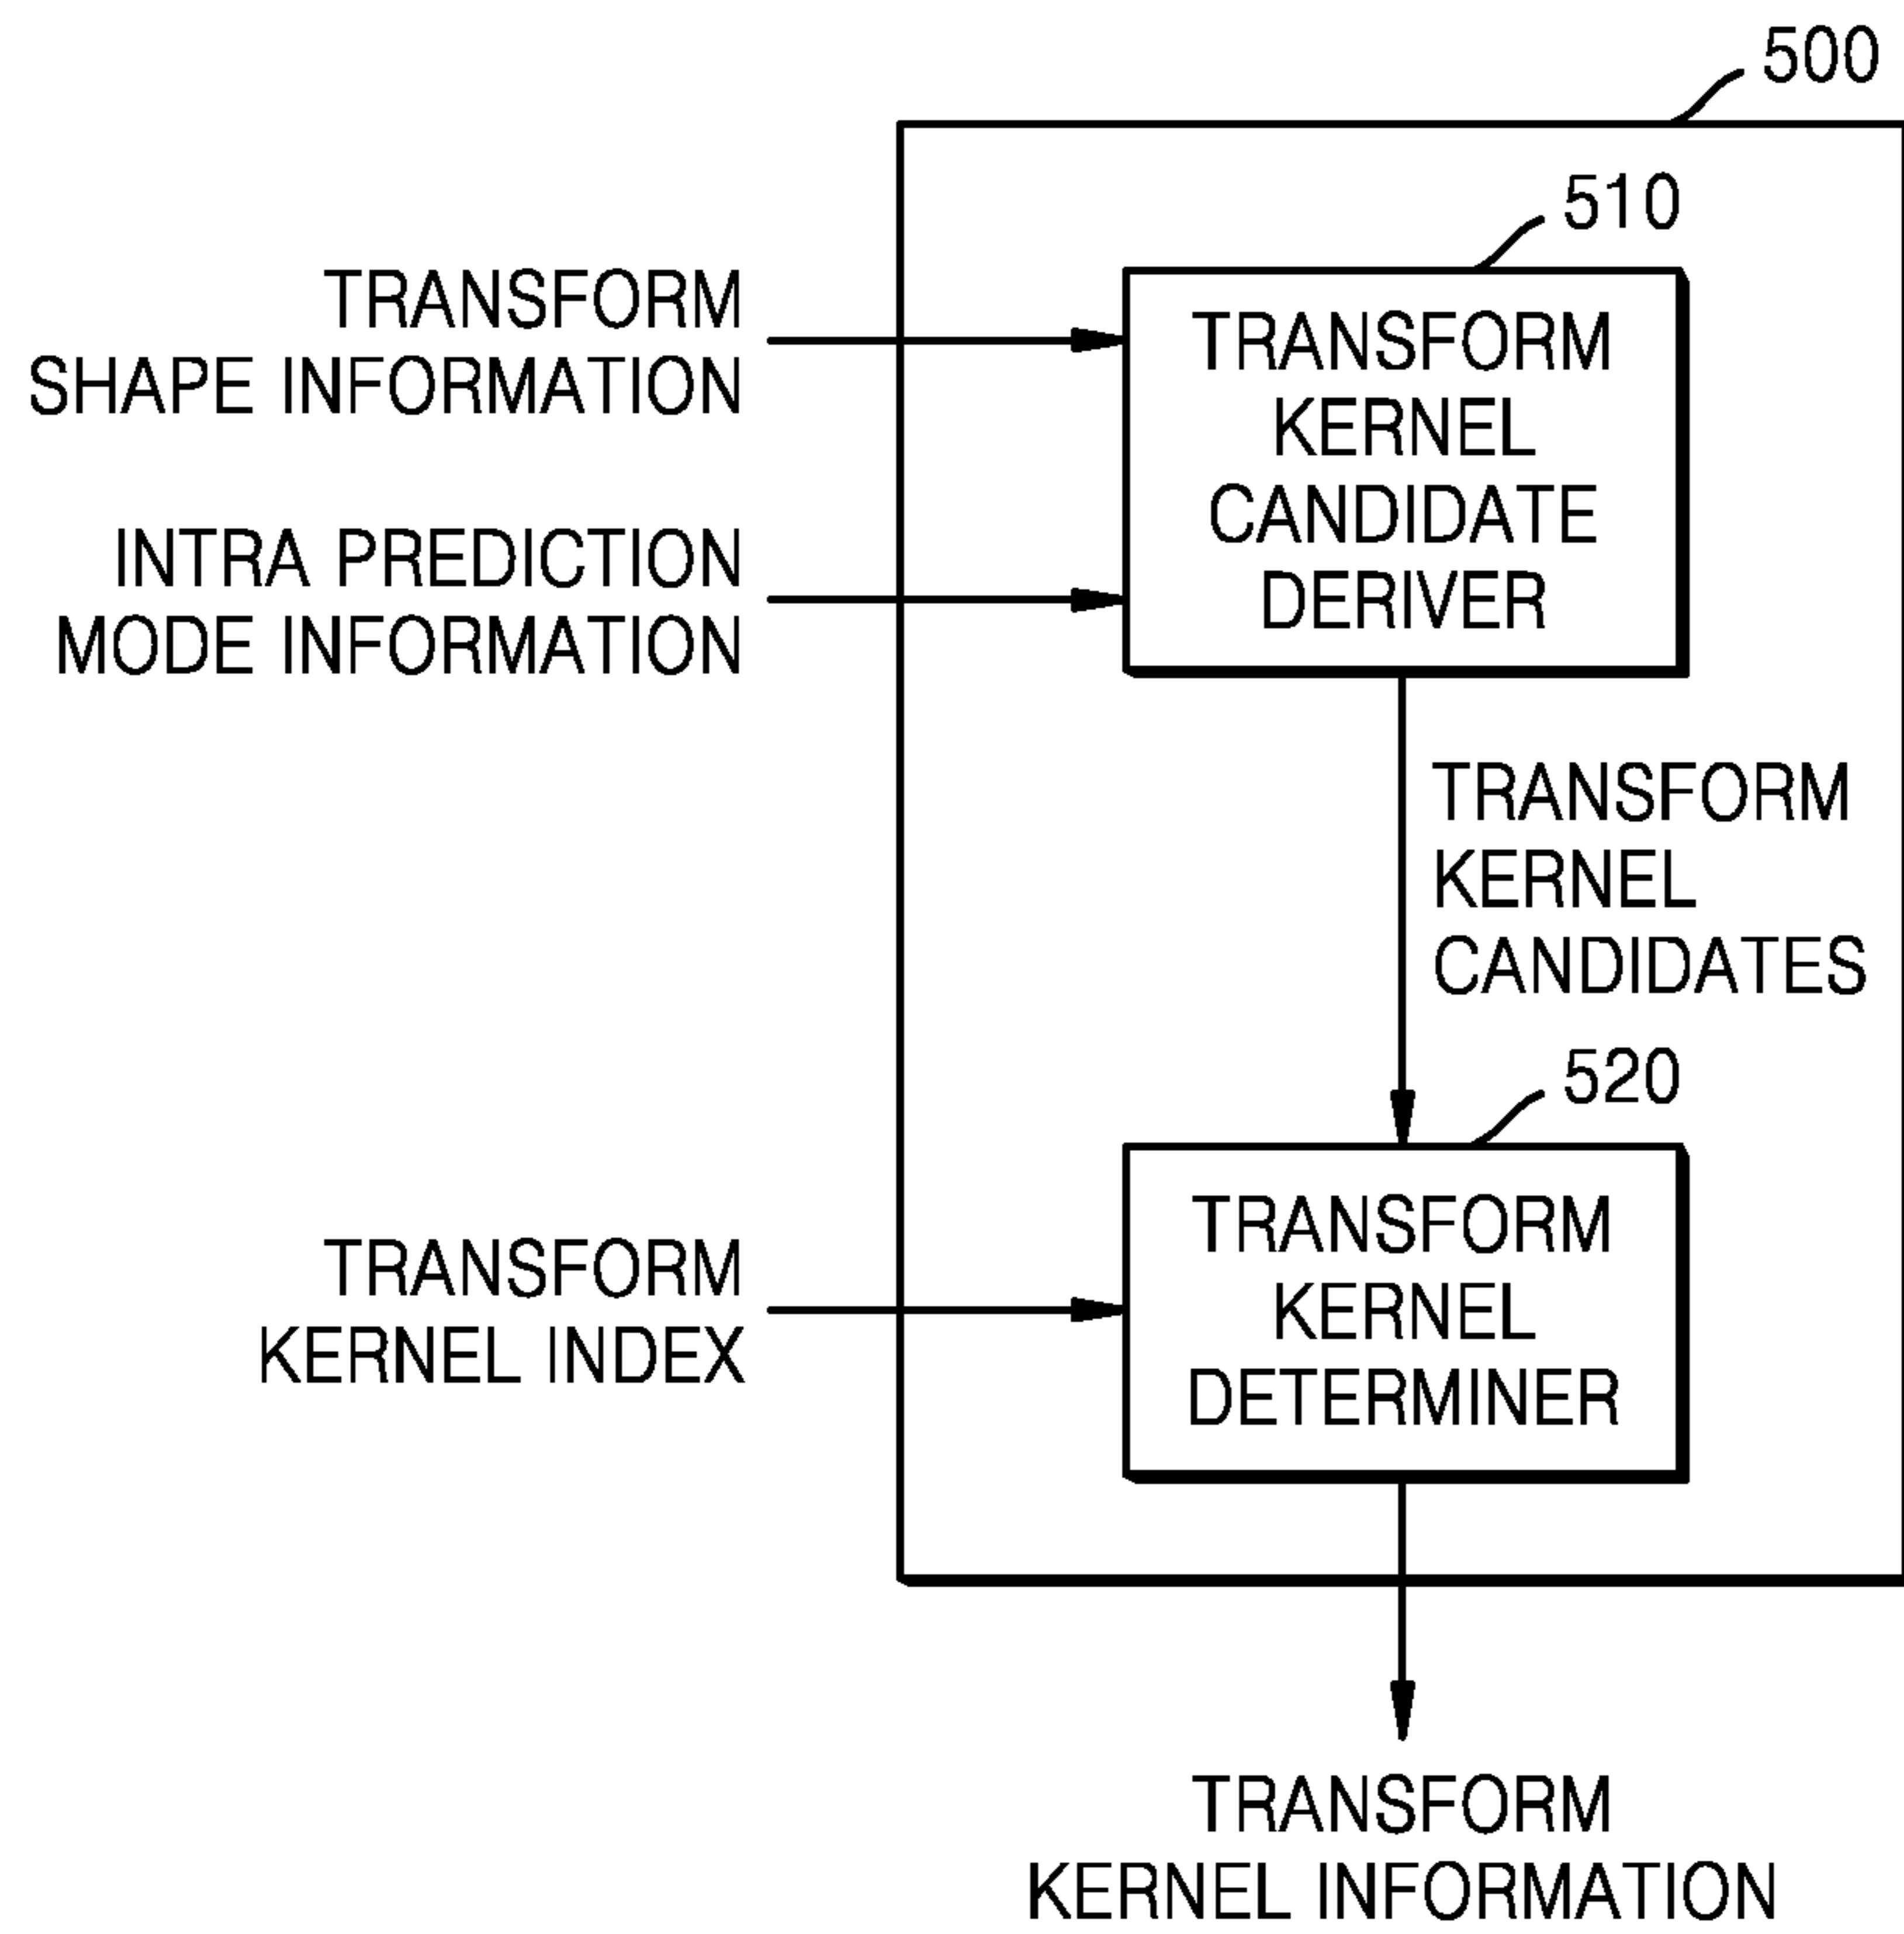 500
510
TRANSFORM
SHAPE INFORMATION
TRANSFORM
KERNEL
CANDIDATE
DERIVER
INTRA PREDICTION
MODE INFORMATION
TRANSFORM
KERNEL
CANDIDATES
520
TRANSFORM
KERNEL INDEX
TRANSFORM
KERNEL
DETERMINER
TRANSFORM
KERNEL INFORMATION